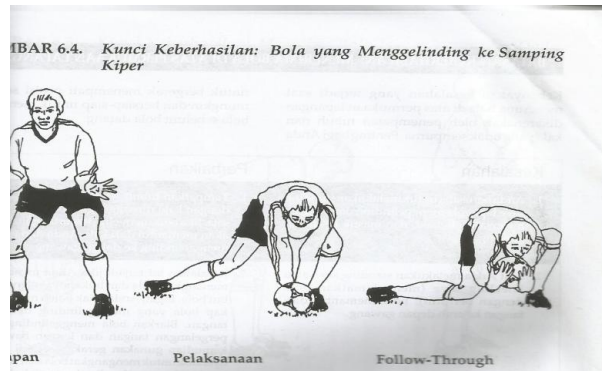 MBAR 6.4. Kunci Keberhasilan: Bola yang Menggelinding ke Samping
Kiper
apan
Pelaksanaan
Follow-Through